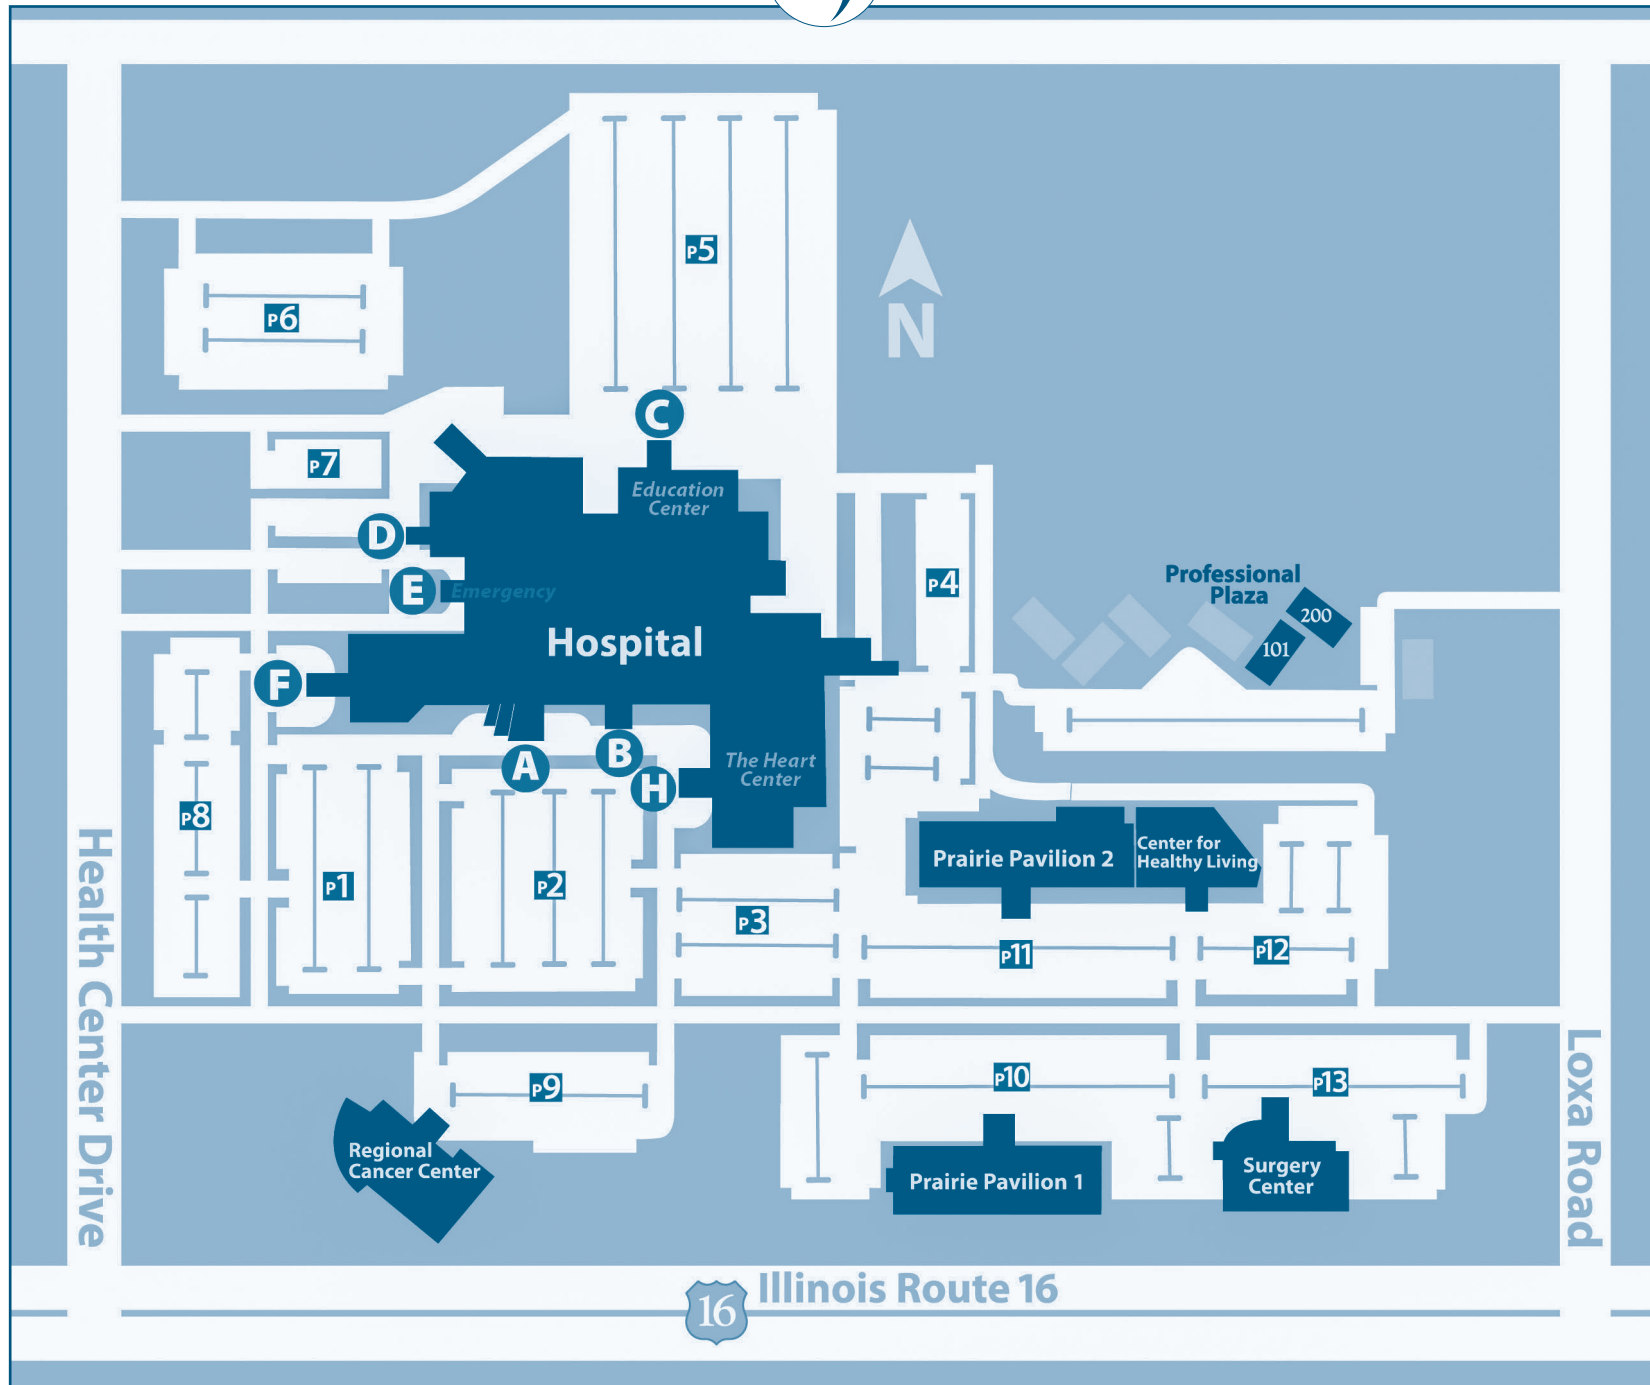 P5
N
P6
C
P7
Education
Center
D
E
Emergency
P4
Professional
Plaza
200
101
Hospital
F
A
B
H
The Heart
Center
P8
P1
P2
P3
Prairie Pavilion 2
Center for
Healthy Living
P11
P12
Health Center Drive
Loxa Road
P9
P10
P13
Regional
Cancer Center
Prairie Pavilion 1
Surgery
Center
16
Illinois Route 16